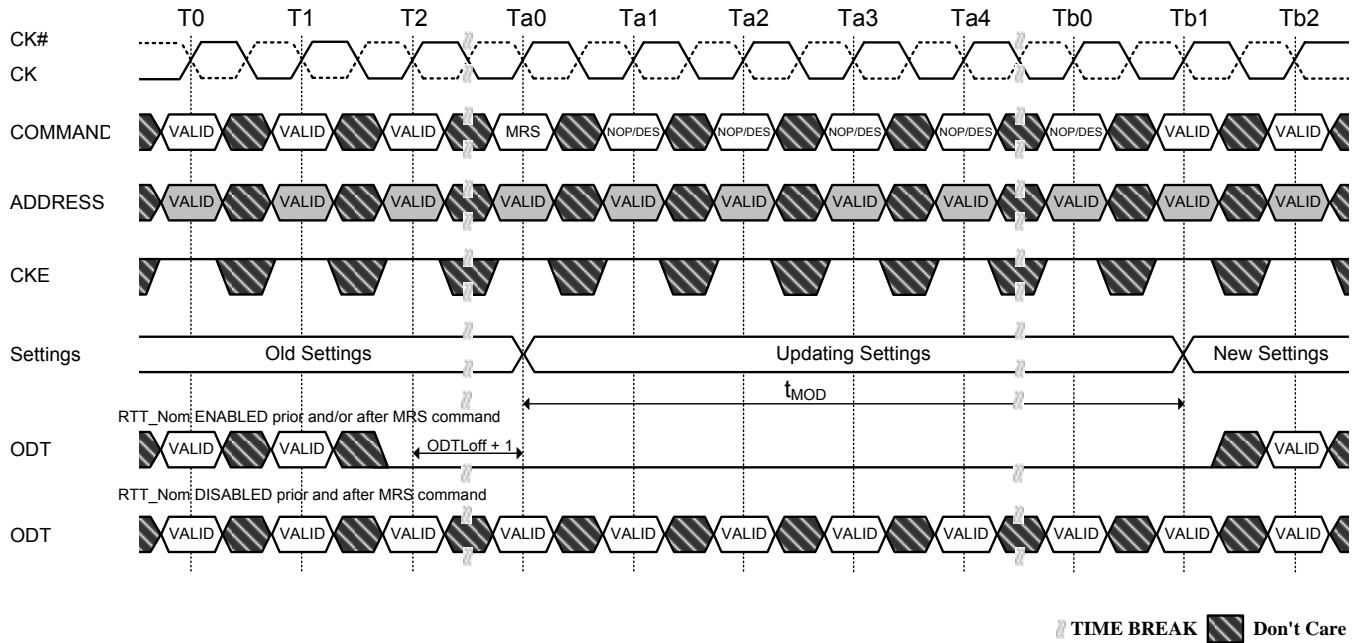 T0 T1 T2 Ta0 Ta1 Ta2 Ta3 Ta4 Tb0 Tb1 Tb2
CK#
CK
COMMAND VALID VALID VALID MRS NOP/DES NOP/DES NOP/DES NOP/DES NOP/DES VALID VALID
ADDRESS VALID VALID VALID VALID VALID VALID VALID VALID VALID VALID VALID
CKE
Settings Old Settings Updating Settings New Settings
tMOD
RTT_Nom ENABLED prior and/or after MRS command
ODT VALID VALID ODTLoff + 1 VALID
RTT_Nom DISABLED prior and after MRS command
ODT VALID VALID VALID VALID VALID VALID VALID VALID VALID VALID VALID
TIME BREAK Don't Care